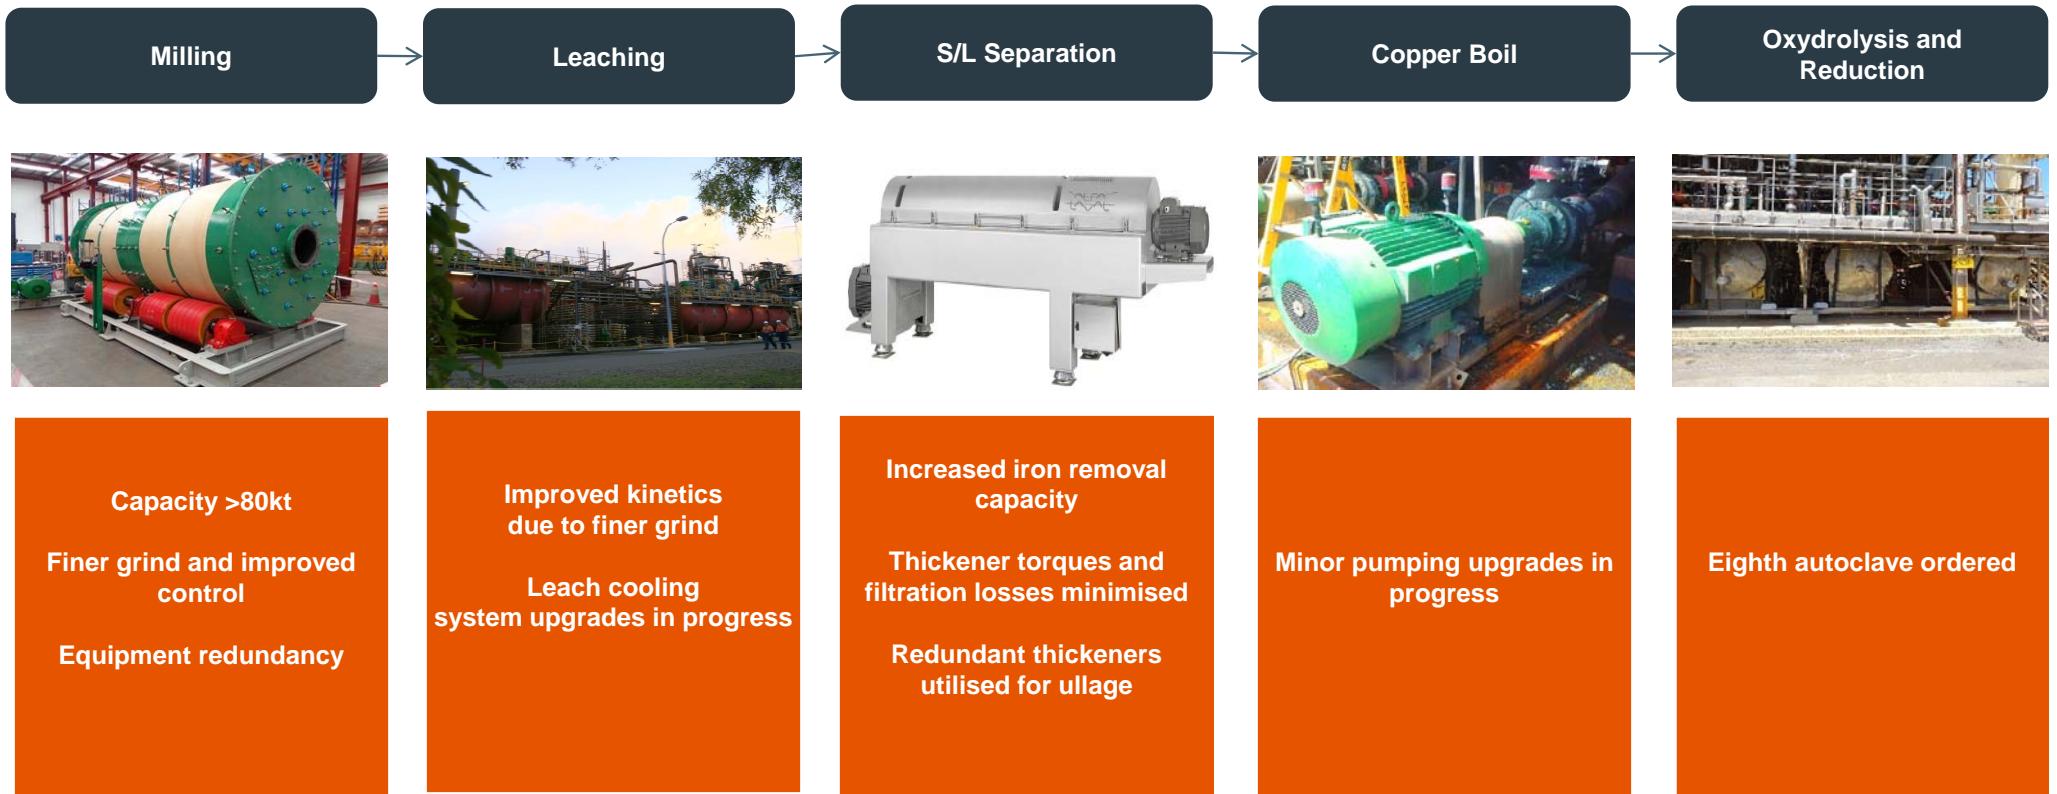 Milling
Leaching
S/L Separation
Copper Boil
Oxydrolysis and
Reduction
ALFA
LAVAL
Capacity >80kt
Finer grind and improved
control
Equipment redundancy
Improved kinetics
due to finer grind
Leach cooling
system upgrades in progress
Increased iron removal
capacity
Thickener torques and
filtration losses minimised
Redundant thickeners
utilised for ullage
Minor pumping upgrades in
progress
Eighth autoclave ordered